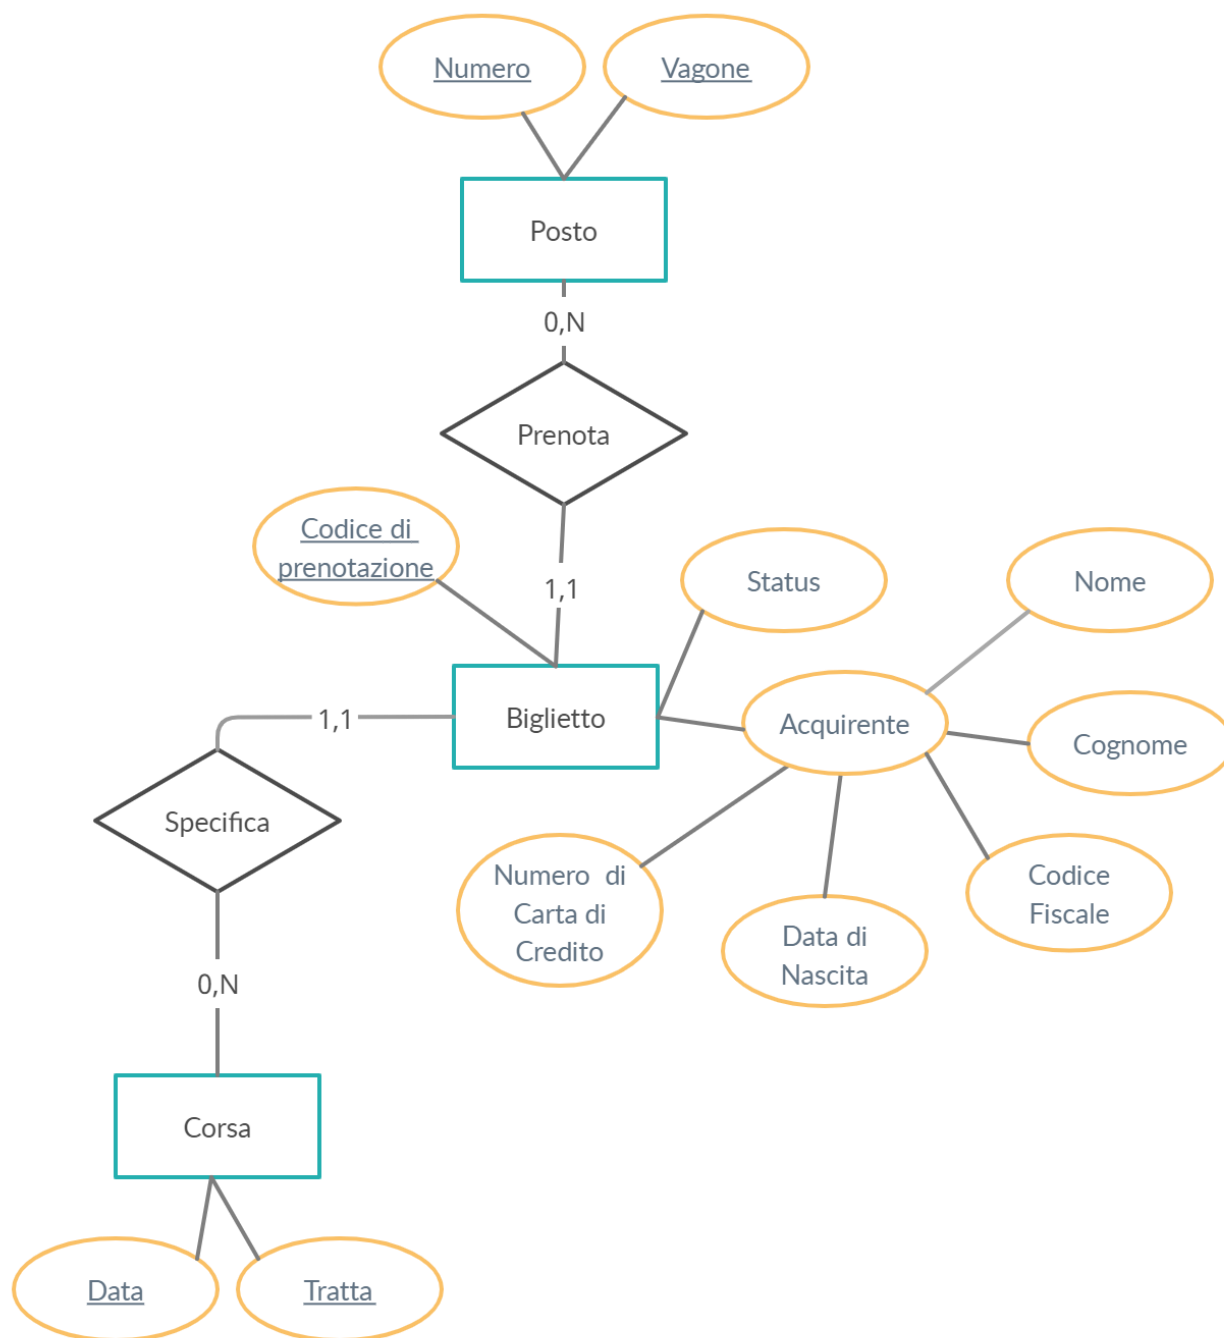 Numero
Vagone
Posto
0,N
Prenota
Codice di
prenotazione
1,1
Status
Nome
Biglietto
Acquirente
Cognome
1,1
Specifica
Numero di
Carta di
Credito
Data di
Nascita
Codice
Fiscale
0,N
Corsa
Data
Tratta